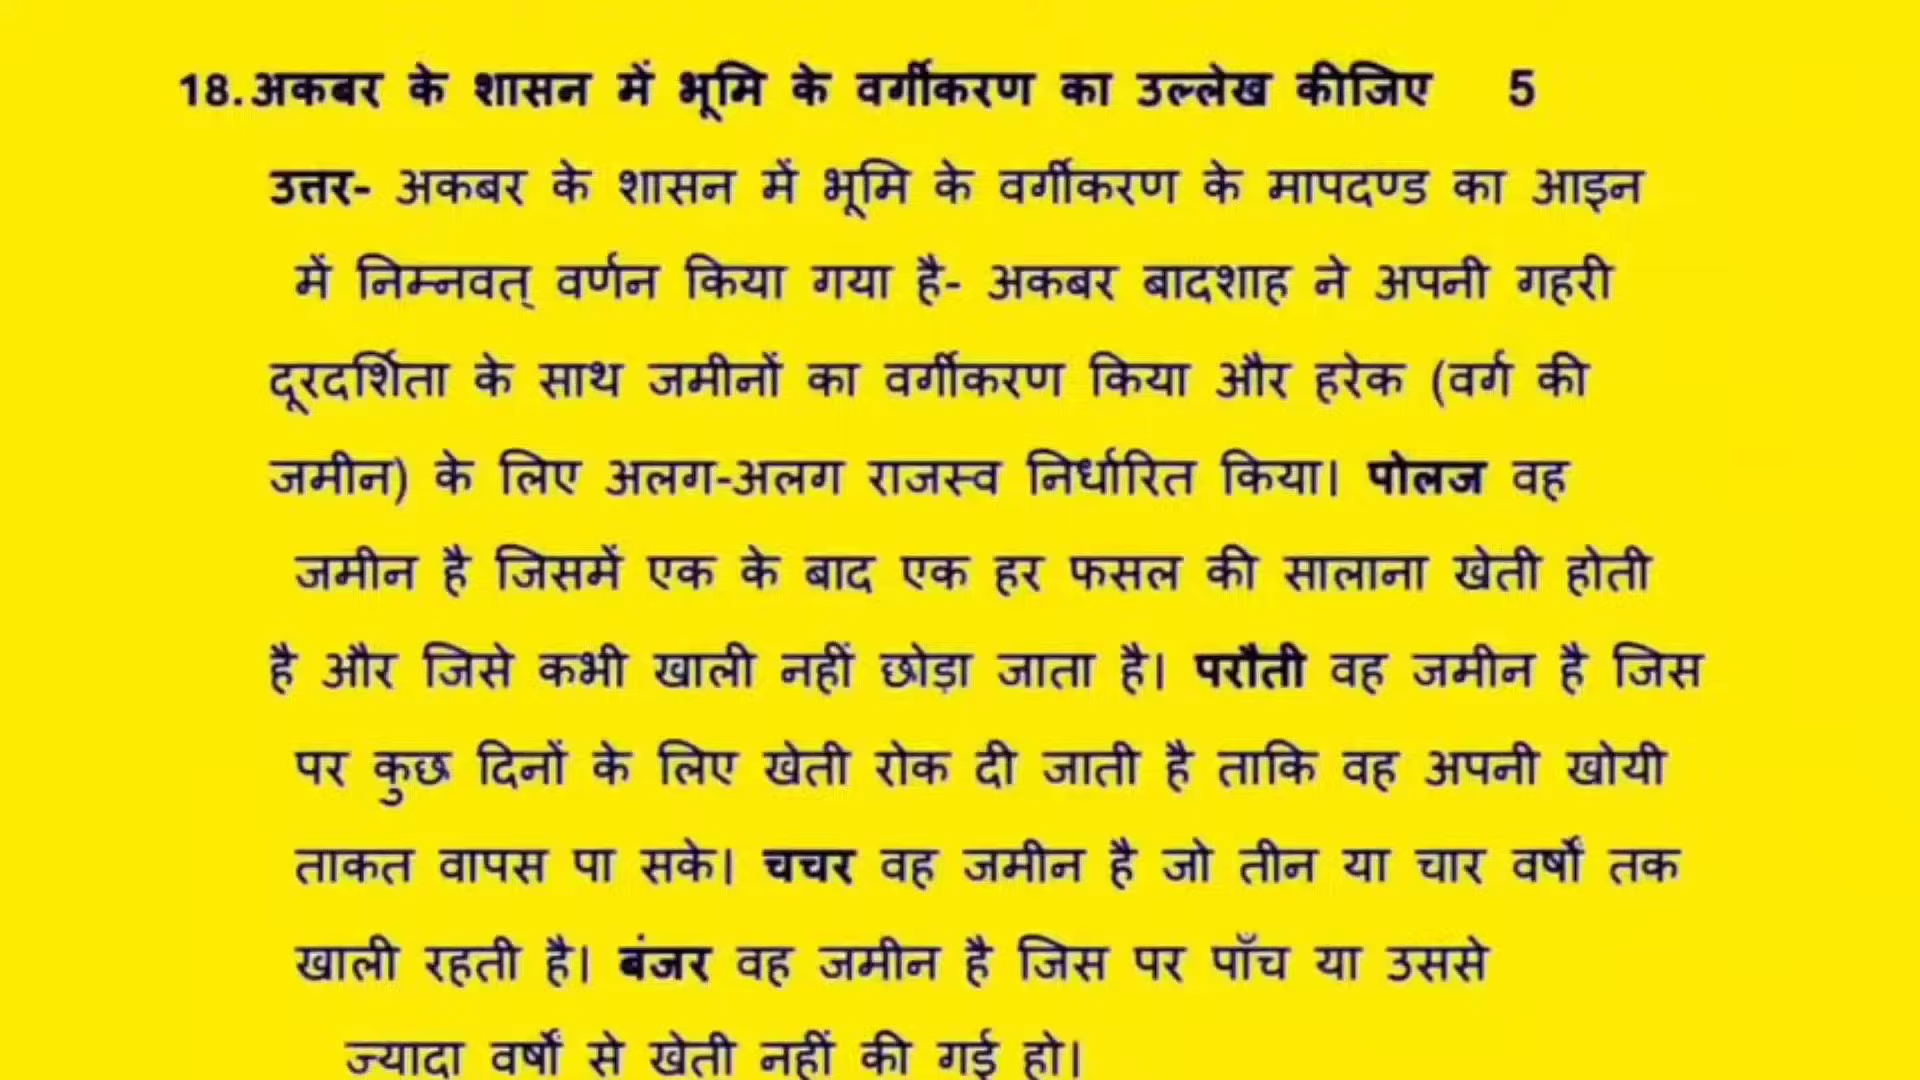 18. अकबर के शासन में भूमि के वर्गीकरण का उल्लेख कीजिए 5
उत्तर- अकबर के शासन में भूमि के वर्गीकरण के मापदण्ड का आइन
में निम्नवत् वर्णन किया गया है- अकबर बादशाह ने अपनी गहरी
दूरदर्शिता के साथ जमीनों का वर्गीकरण किया और हरेक (वर्ग की
जमीन) के लिए अलग-अलग राजस्व निर्धारित किया। पोलज वह
जमीन है जिसमें एक के बाद एक हर फसल की सालाना खेती होती
है और जिसे कभी खाली नहीं छोड़ा जाता है। परौती वह जमीन है जिस
पर कुछ दिनों के लिए खेती रोक दी जाती है ताकि वह अपनी खोयी
ताकत वापस पा सके। चचर वह जमीन है जो तीन या चार वर्षों तक
खाली रहती है। बंजर वह जमीन है जिस पर पाँच या उससे
ज्यादा वर्षों से खेती नहीं की गई हो।